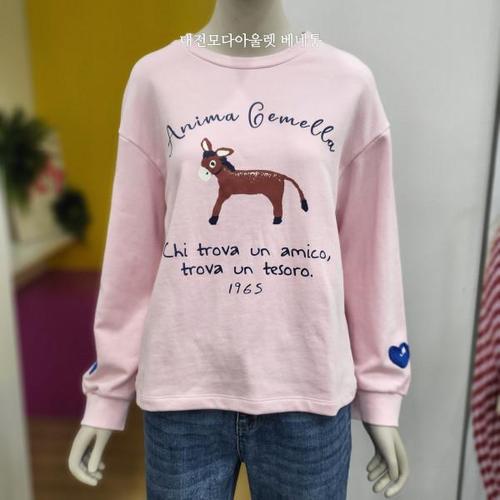 대전모다아울렛 베네통
Anima Gemella
Chi trova un amico,
trova un tesoro.
1965